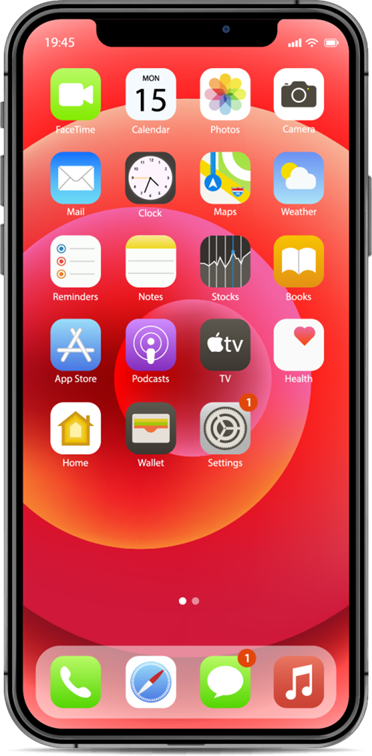 19:45
MON
15
FaceTime
Calendar
Photos
Camera
Mail
Clock
Maps
Weather
Reminders
Notes
Stocks
Books
tv
App Store
Podcasts
TV
Health
1
Home
Wallet
Settings
1